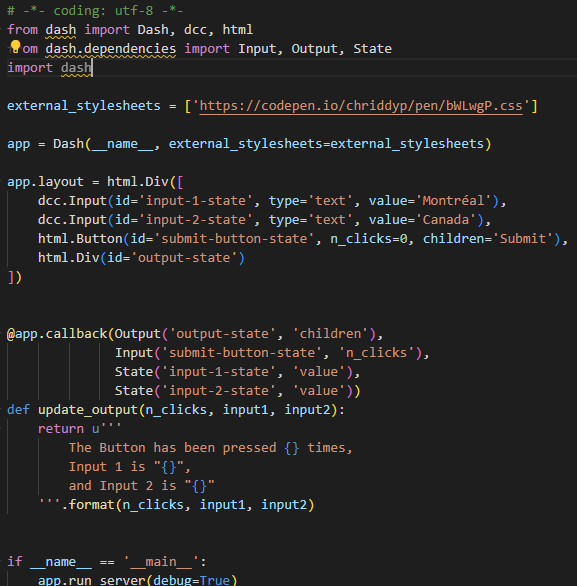 # -*- coding: utf-8 -*-
from dash import Dash, dcc, html
from dash.dependencies import Input, Output, State
import dash

external_stylesheets = ['https://codepen.io/chriddyp/pen/bWLwgP.css']

app = Dash(__name__, external_stylesheets=external_stylesheets)

app.layout = html.Div([
    dcc.Input(id='input-1-state', type='text', value='Montréal'),
    dcc.Input(id='input-2-state', type='text', value='Canada'),
    html.Button(id='submit-button-state', n_clicks=0, children='Submit'),
    html.Div(id='output-state')
])


@app.callback(Output('output-state', 'children'),
              Input('submit-button-state', 'n_clicks'),
              State('input-1-state', 'value'),
              State('input-2-state', 'value'))
def update_output(n_clicks, input1, input2):
    return u'''
        The Button has been pressed {} times,
        Input 1 is "{}",
        and Input 2 is "{}"
    '''.format(n_clicks, input1, input2)


if __name__ == '__main__':
    app.run_server(debug=True)